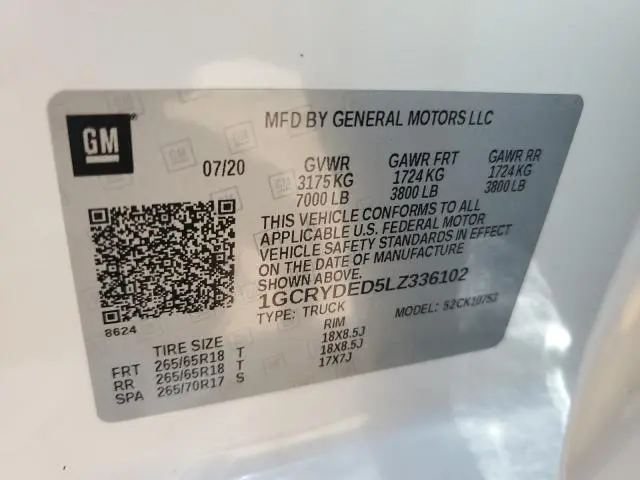 GM
MFD BY GENERAL MOTORS LLC
07/20 GVWR GAWR FRT GAWR RR
3175 KG 1724 KG 1724 KG
7000 LB 3800 LB 3800 LB
THIS VEHICLE CONFORMS TO ALL
APPLICABLE U.S. FEDERAL MOTOR
VEHICLE SAFETY STANDARDS IN EFFECT
ON THE DATE OF MANUFACTURE
SHOWN ABOVE.
1GCRYDED5LZ336102
TYPE: TRUCK MODEL: 52CK10753
8624
TIRE SIZE RIM
FRT 265/65R18 T 18X8.5J
RR 265/65R18 T 18X8.5J
SPA 265/70R17 S 17X7J